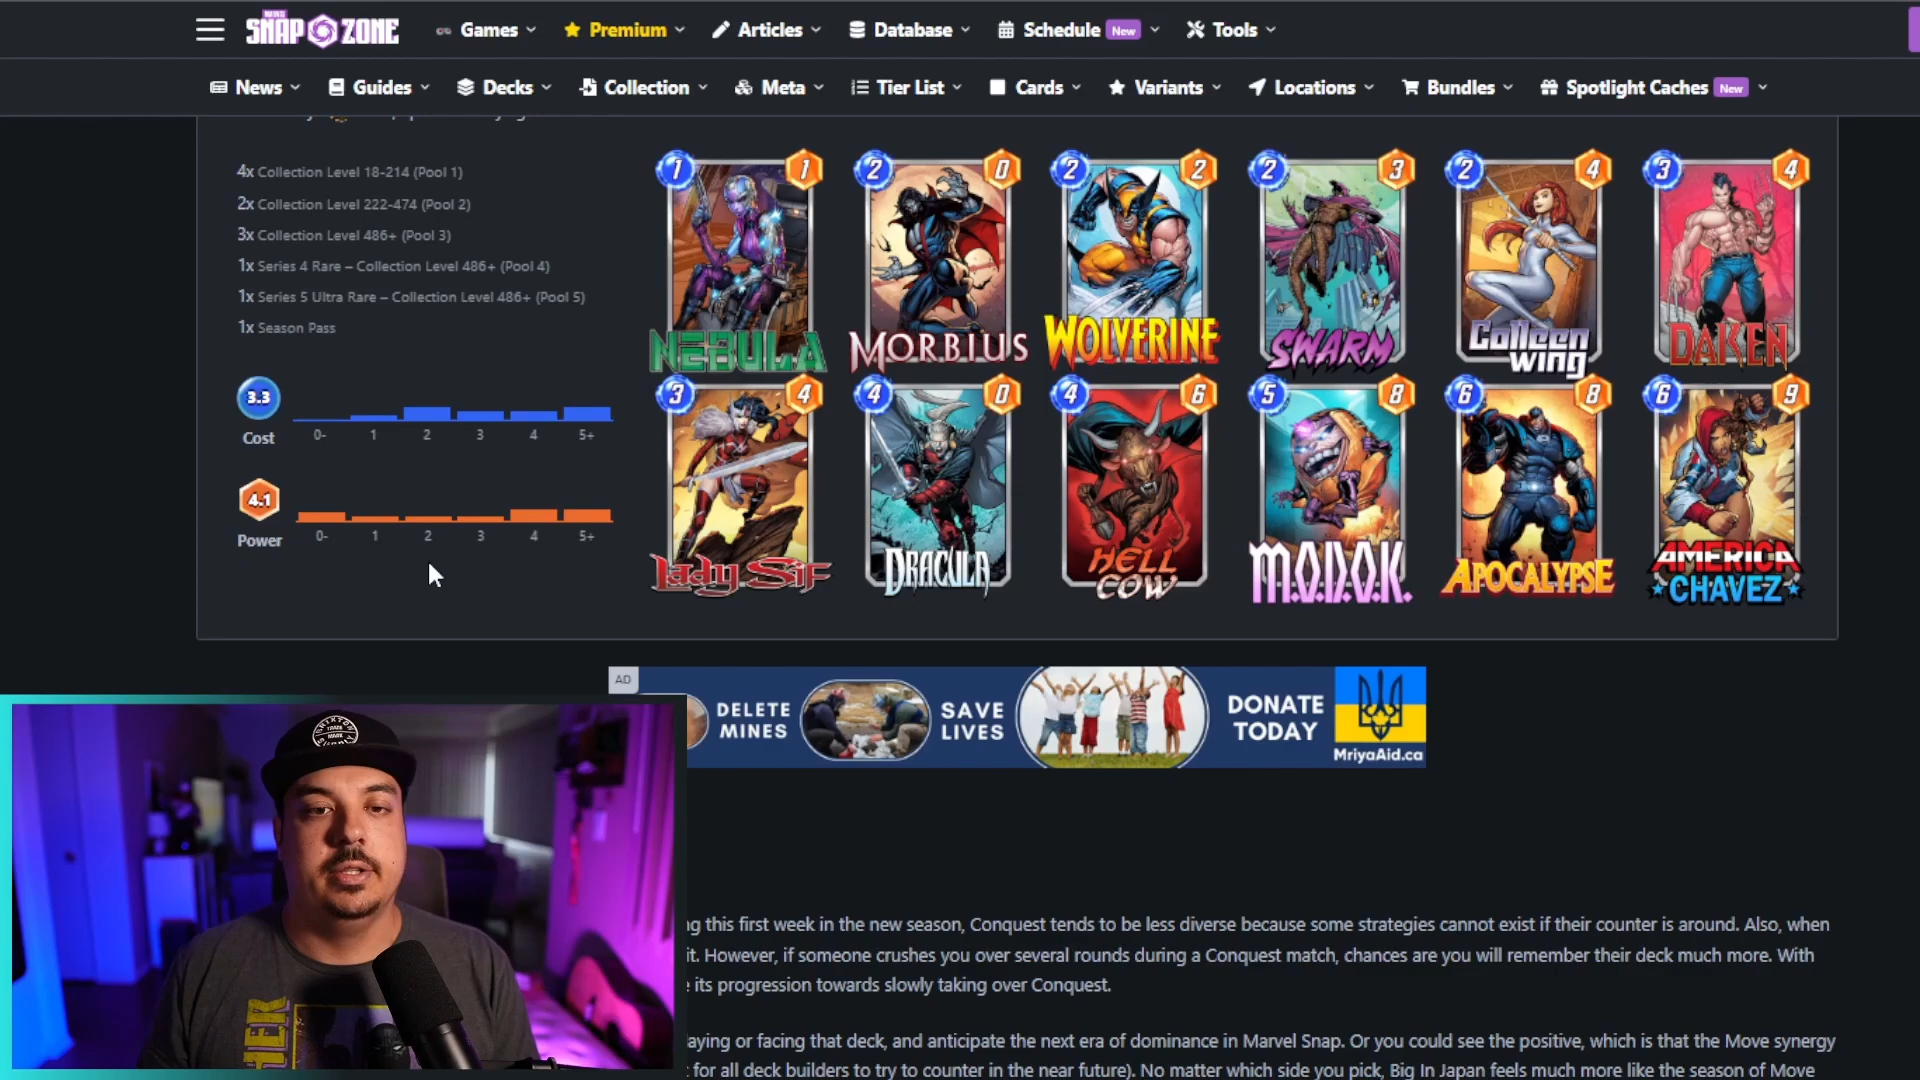 MARVEL SNAP ZONE Games Premium Articles Database Schedule New Tools
News Guides Decks Collection Meta Tier List Cards Variants Locations Bundles Spotlight Caches New
4x Collection Level 18-214 (Pool 1)
2x Collection Level 222-474 (Pool 2)
3x Collection Level 486+ (Pool 3)
1x Series 4 Rare – Collection Level 486+ (Pool 4)
1x Series 5 Ultra Rare – Collection Level 486+ (Pool 5)
1x Season Pass
3.3
Cost
0- 1 2 3 4 5+
4.1
Power
0- 1 2 3 4 5+
1 1 2 0 2 2 2 3 2 4 3 4
NEBULA MORBIUS WOLVERINE SWARM Colleen Wing DAKEN
3 4 4 0 4 6 5 8 6 8 6 9
Lady Sif DRACULA HELL COW M.O.D.O.K. APOCALYPSE AMERICA CHAVEZ
AD
DELETE MINES
SAVE LIVES
DONATE TODAY
MriyaAid.ca
ng this first week in the new season, Conquest tends to be less diverse because some strategies cannot exist if their counter is around. Also, when
it. However, if someone crushes you over several rounds during a Conquest match, chances are you will remember their deck much more. With
e its progression towards slowly taking over Conquest.
laying or facing that deck, and anticipate the next era of dominance in Marvel Snap. Or you could see the positive, which is that the Move synergy
t for all deck builders to try to counter in the near future). No matter which side you pick, Big In Japan feels much more like the season of Move